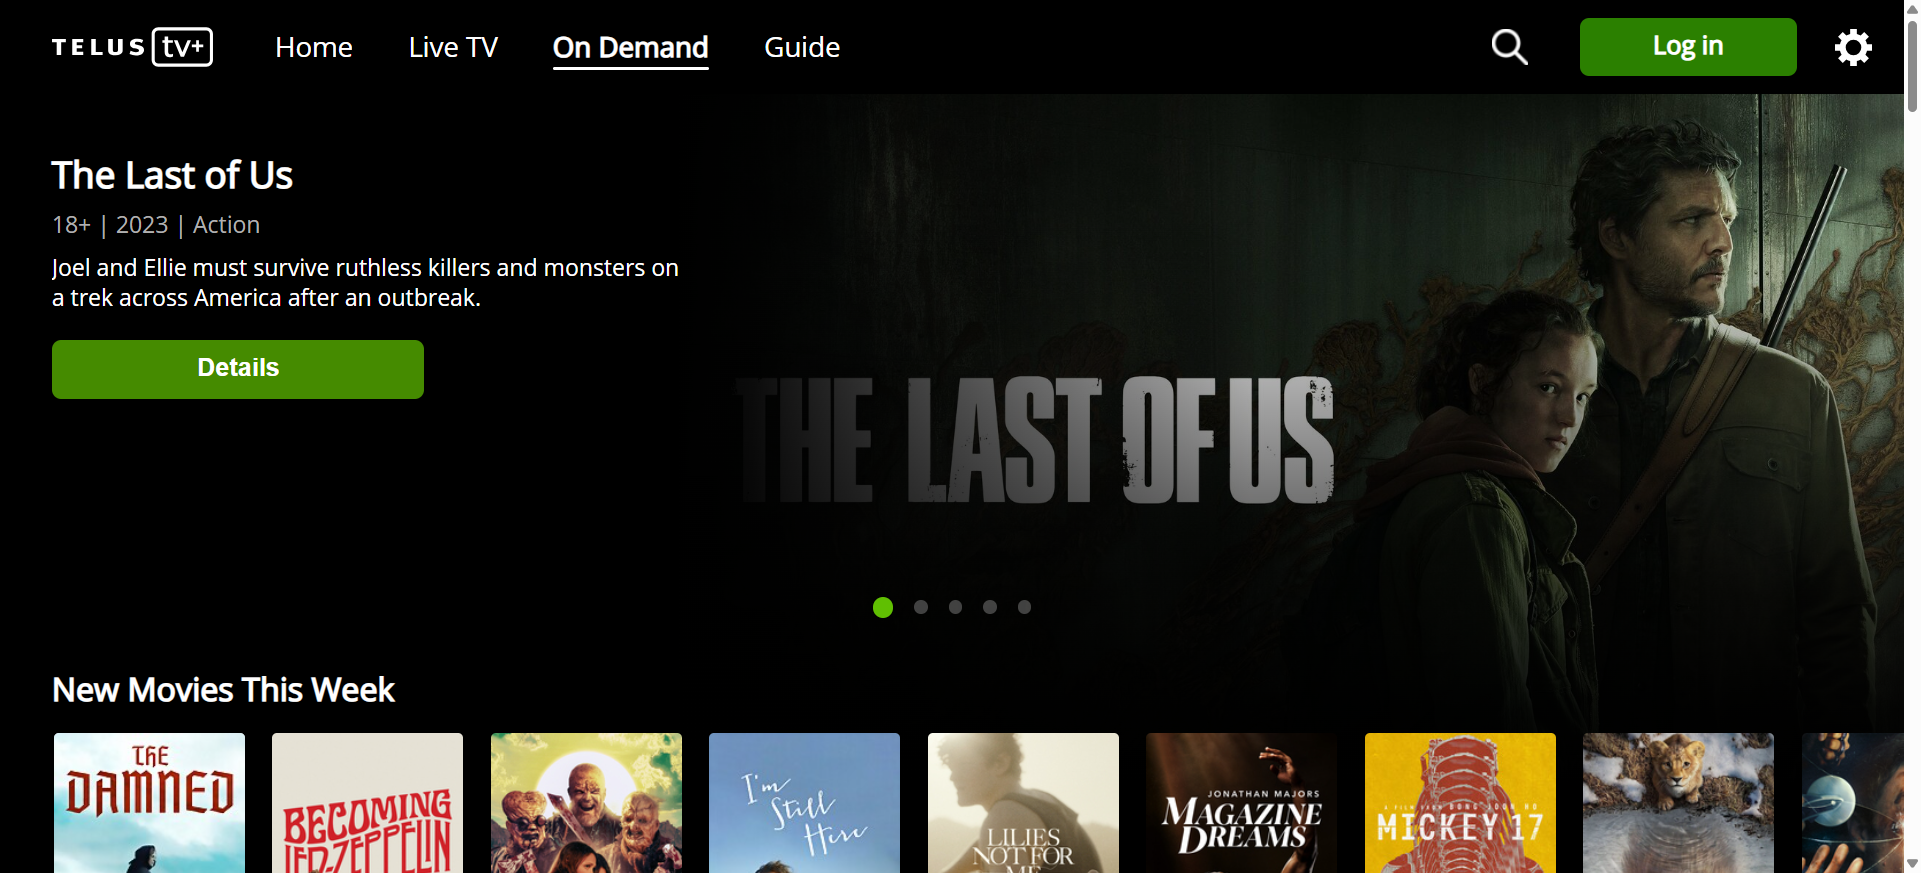 TELUS tv+
Home
Live TV
On Demand
Guide
Log in
The Last of Us
18+ | 2023 | Action
Joel and Ellie must survive ruthless killers and monsters on
a trek across America after an outbreak.
Details
THE LAST OF US
New Movies This Week
THE
DAMNED
BECOMING
LED ZEPPELIN
I'm
Still
Here
LILIES
NOT FOR
ME
JONATHAN MAJORS
MAGAZINE
DREAMS
A FILM FROM BONG JOON HO
MICKEY 17